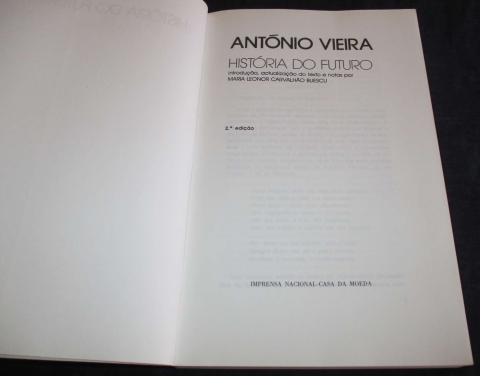 ANTÓNIO VIEIRA
HISTÓRIA DO FUTURO
introdução, actualização do texto e notas por
MARIA LEONOR CARVALHÃO BUESCU
2.ª edição
IMPRENSA NACIONAL-CASA DA MOEDA